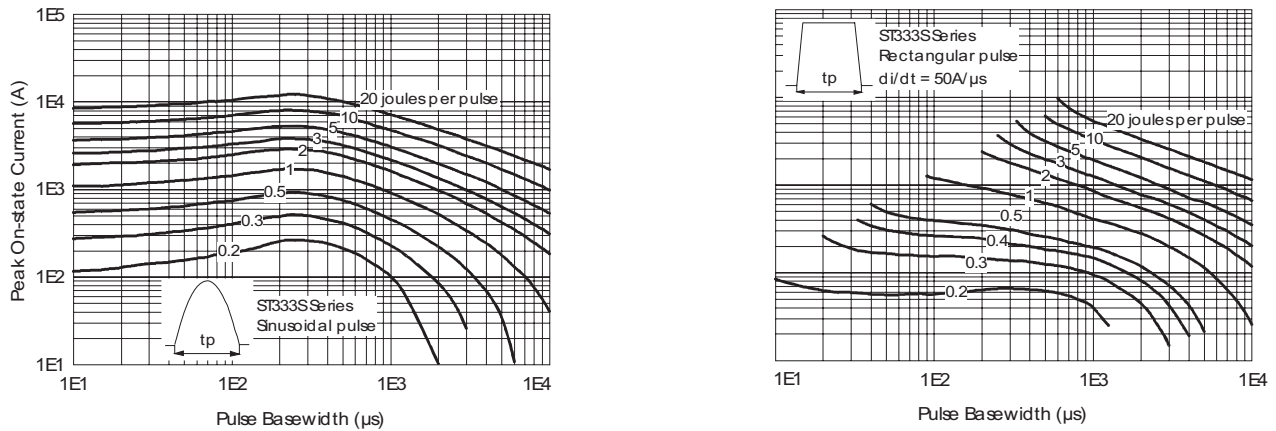 1E5
1E4
1E3
1E2
1E1
Peak On-state Current (A)
20 joules per pulse
10
5
3
2
1
0.5
0.3
0.2
tp
ST333S Series
Sinusoidal pulse
1E1
1E2
1E3
1E4
Pulse Basewidth (µs)
tp
ST333S Series
Rectangular pulse
di/dt = 50A/µs
20 joules per pulse
10
5
3
2
1
0.5
0.4
0.3
0.2
1E1
1E2
1E3
1E4
Pulse Basewidth (µs)